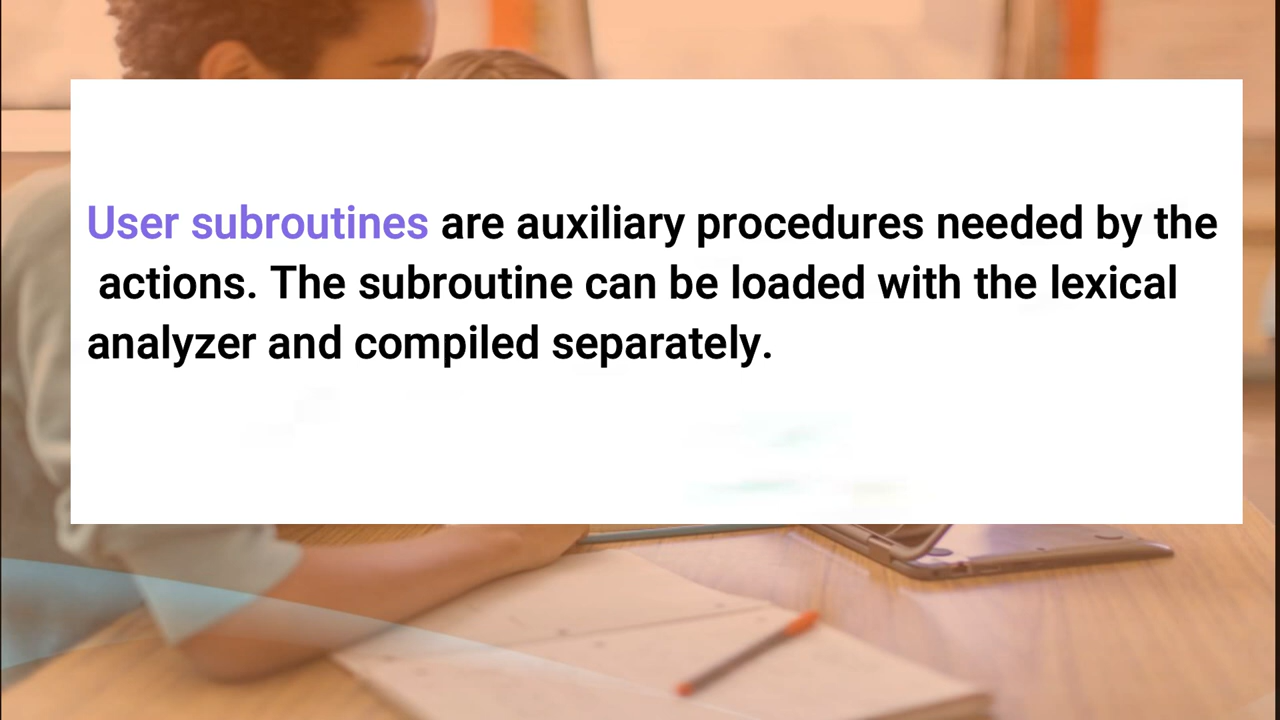 User subroutines are auxiliary procedures needed by the
actions. The subroutine can be loaded with the lexical
analyzer and compiled separately.